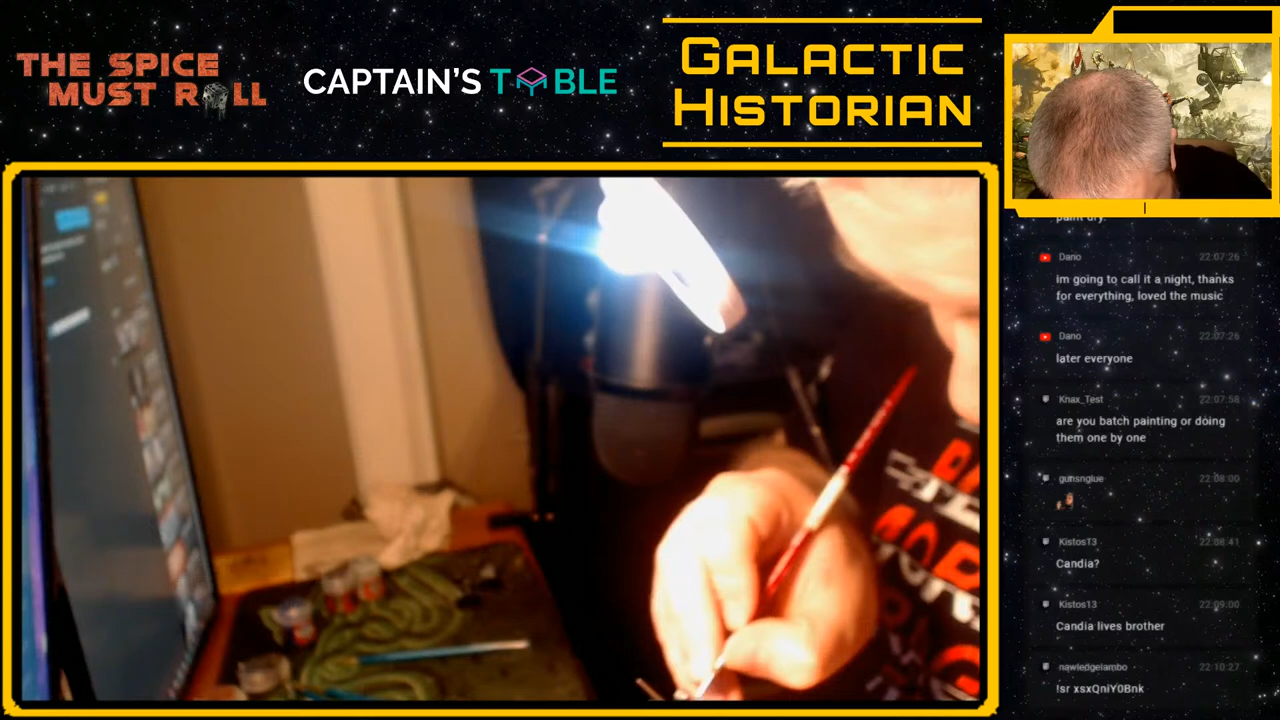 THE SPICE
MUST ROLL
CAPTAIN'S TABLE
GALACTIC
HISTORIAN
paint dry.
Dano 22:07:26
im going to call it a night, thanks
for everything, loved the music
Dano 22:07:26
later everyone
Knax_Test 22:07:58
are you batch painting or doing
them one by one
gunsnglue 22:08:00
Kistos13 22:08:41
Candia?
Kistos13 22:09:00
Candia lives brother
nawledgelambo 22:10:27
!sr xsxQniY0Bnk